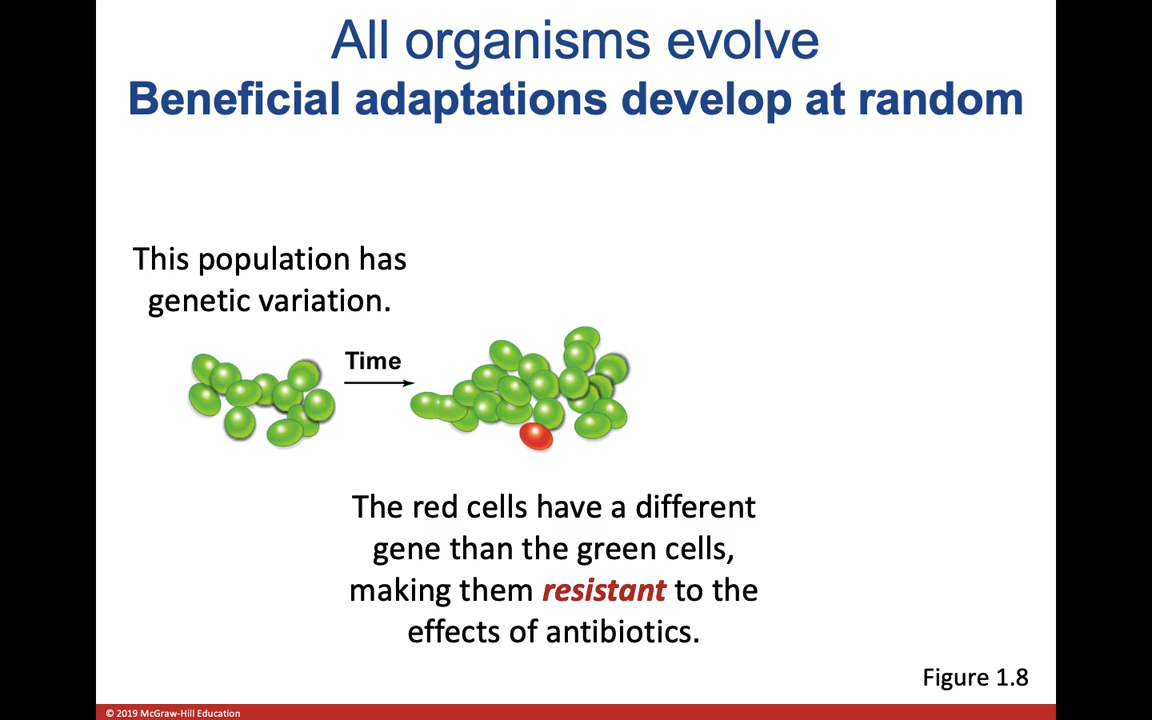 All organisms evolve
Beneficial adaptations develop at random
This population has
genetic variation.
Time
The red cells have a different
gene than the green cells,
making them resistant to the
effects of antibiotics.
Figure 1.8
© 2019 McGraw-Hill Education